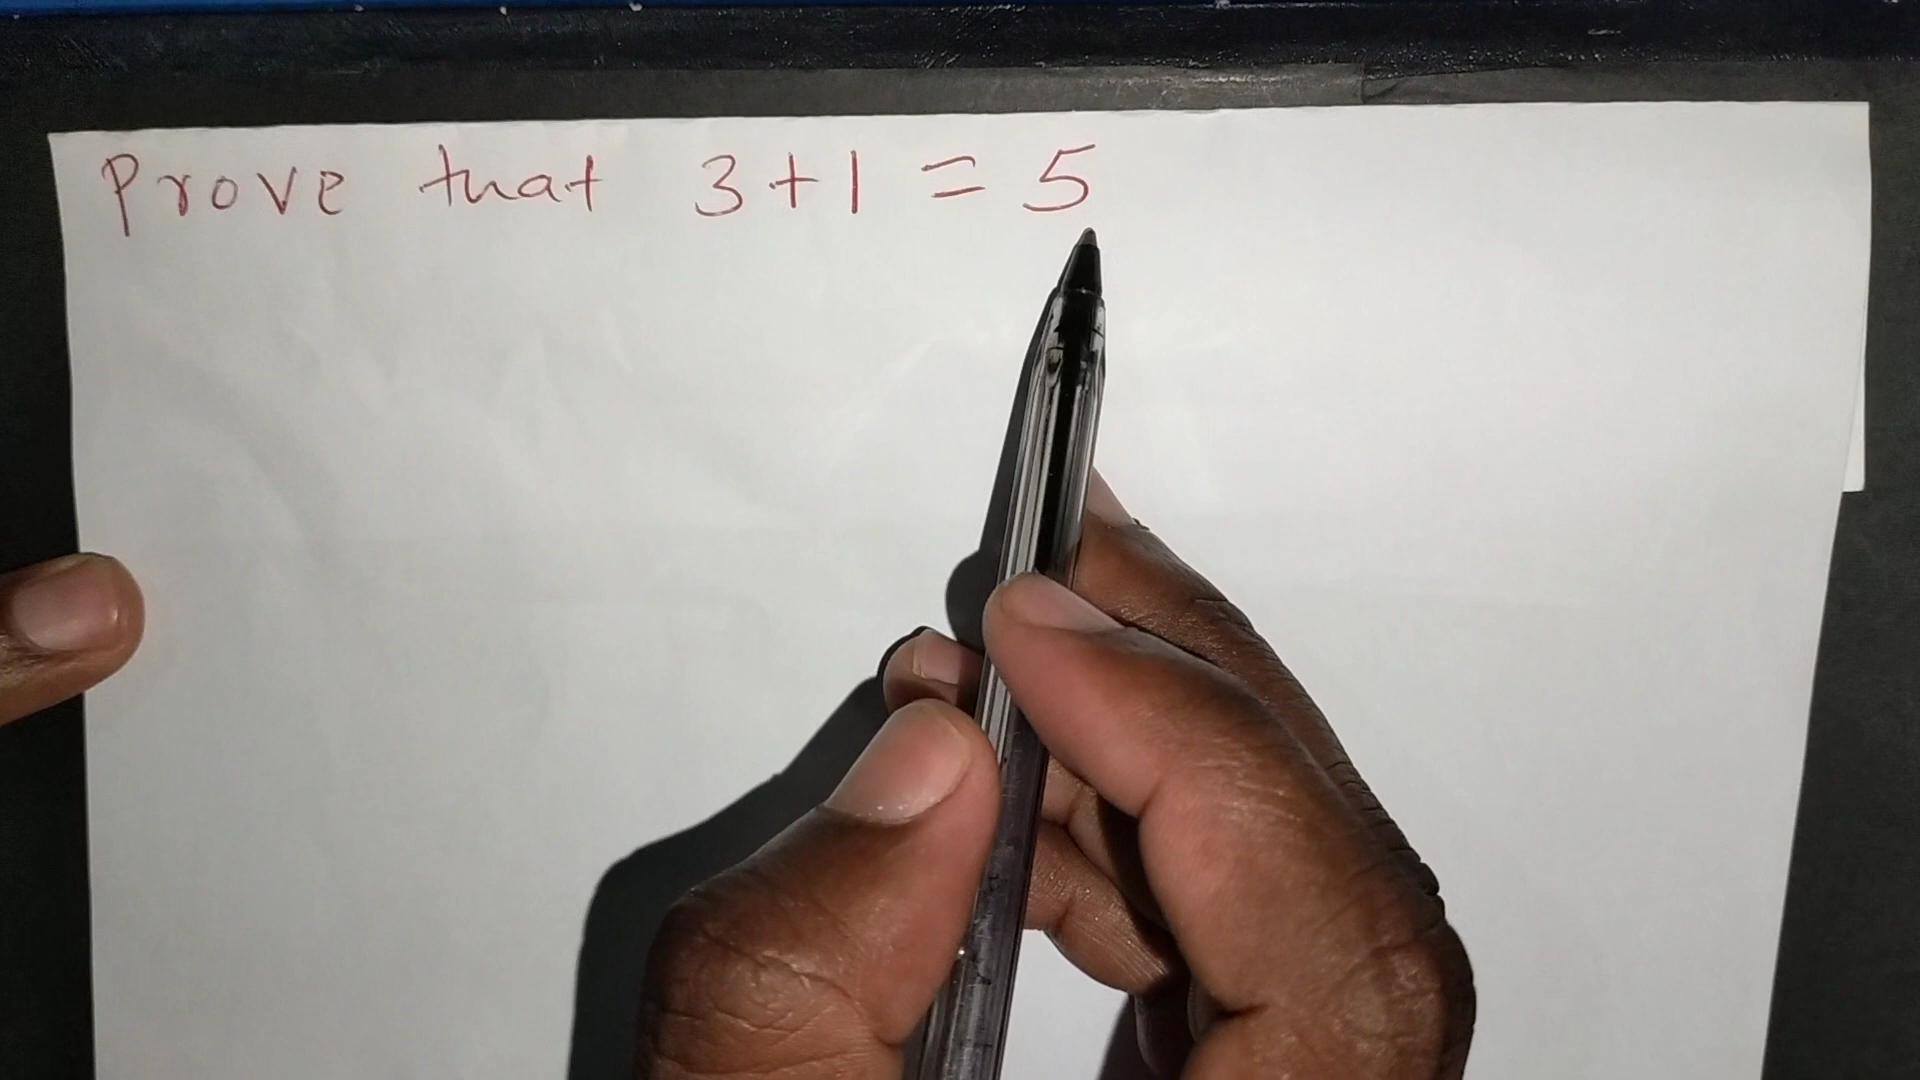 Prove that 3+1 = 5